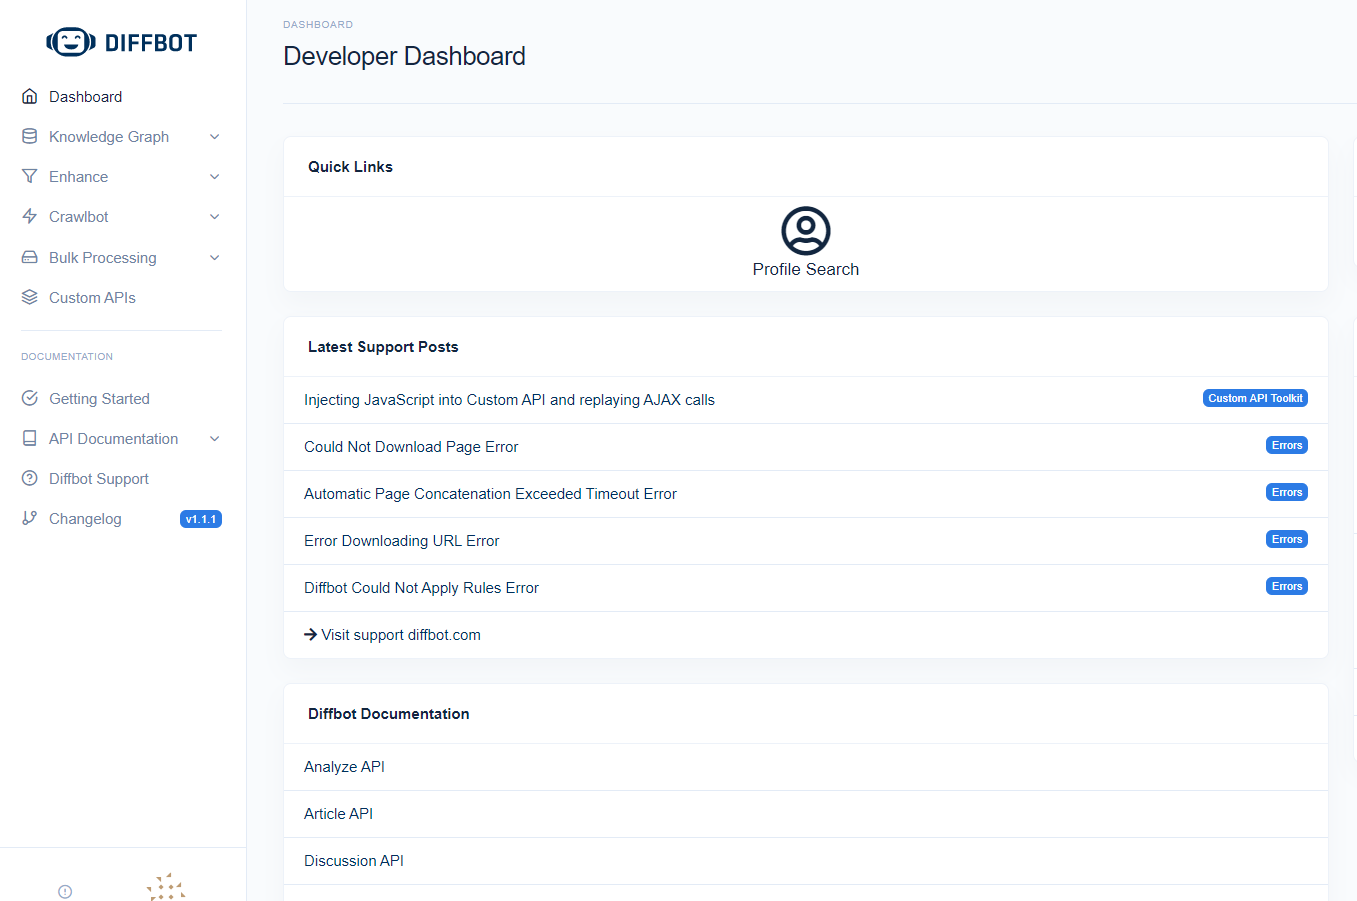 DIFFBOT
Dashboard
Knowledge Graph
Enhance
Crawlbot
Bulk Processing
Custom APIs
DOCUMENTATION
Getting Started
API Documentation
Diffbot Support
Changelog v1.1.1
DASHBOARD
Developer Dashboard
Quick Links
Profile Search
Latest Support Posts
Injecting JavaScript into Custom API and replaying AJAX calls Custom API Toolkit
Could Not Download Page Error Errors
Automatic Page Concatenation Exceeded Timeout Error Errors
Error Downloading URL Error Errors
Diffbot Could Not Apply Rules Error Errors
Visit support diffbot.com
Diffbot Documentation
Analyze API
Article API
Discussion API